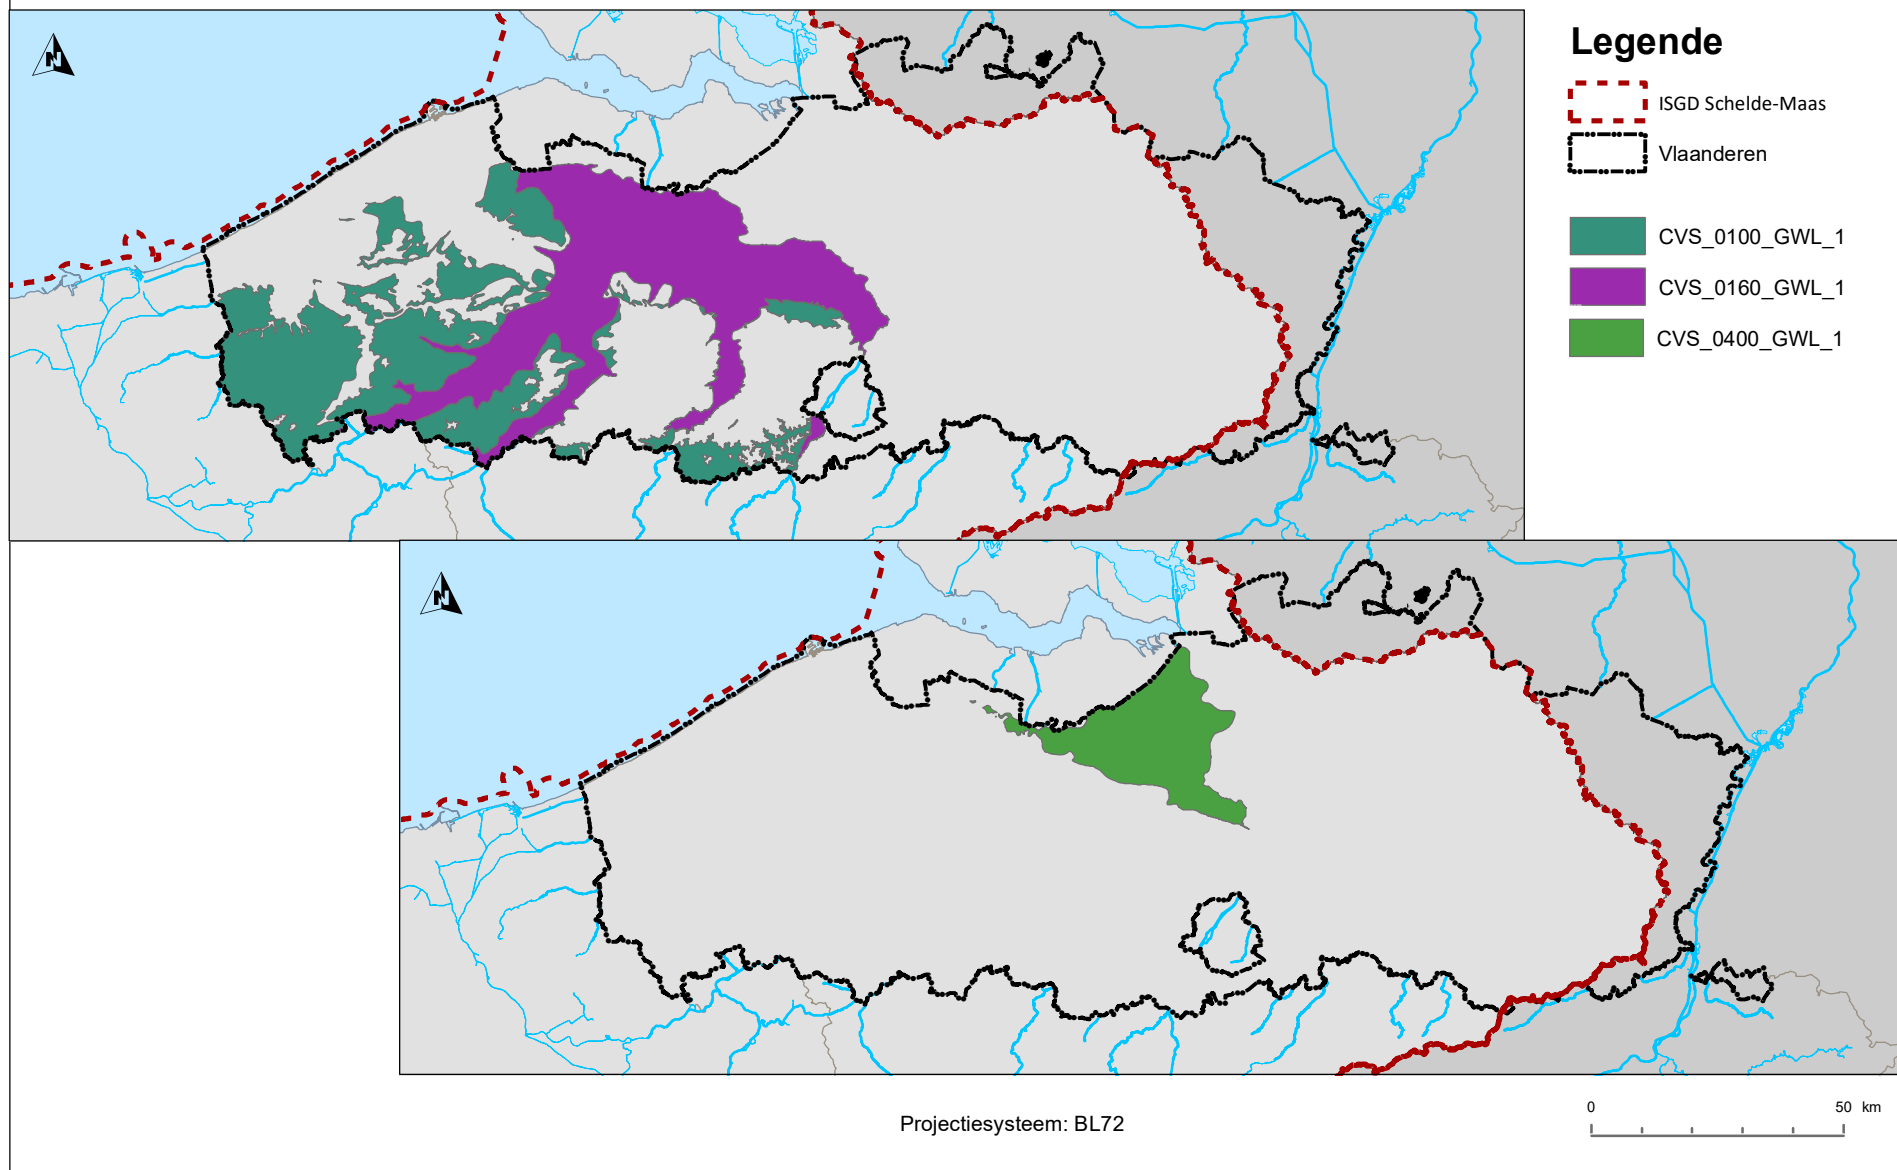 N
Legende
ISGD Schelde-Maas
Vlaanderen
CVS_0100_GWL_1
CVS_0160_GWL_1
CVS_0400_GWL_1
N
Projectiesysteem: BL72
0 50 km